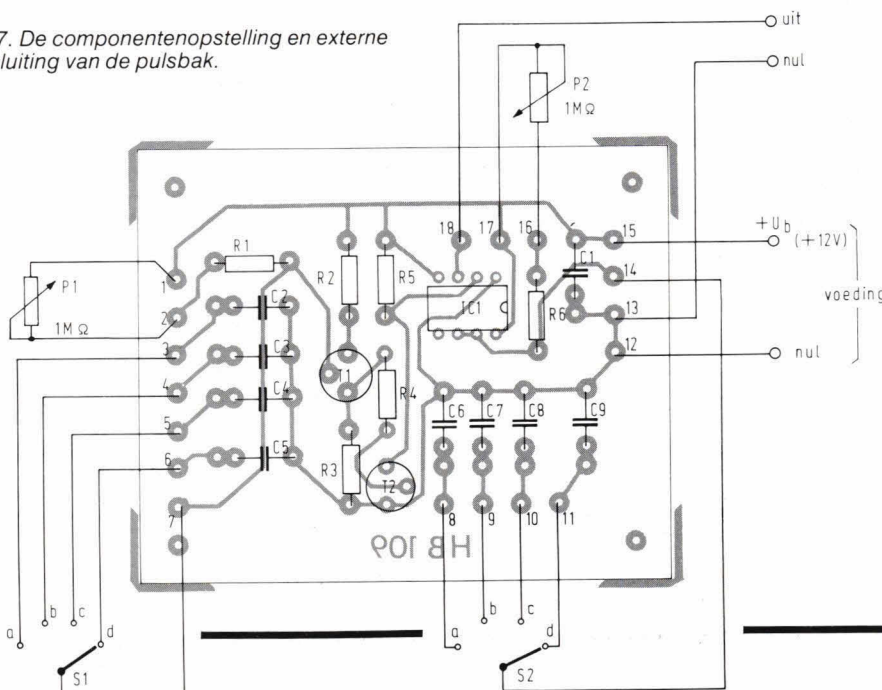 7. De componentenopstelling en externe
luiting van de pulsbak.
uit
nul
P2
1MΩ
18
17
16
15
+Ub
(+12V)
14
C1
voeding
R1
R2
R5
1
P1
C2
IC1
R6
13
2
1MΩ
3
C3
T1
12
nul
4
C4
R4
C6
C7
C8
C9
5
C5
R3
6
T2
7
8
9
10
11
HB 109
a
b
c
d
S1
a
b
c
d
S2